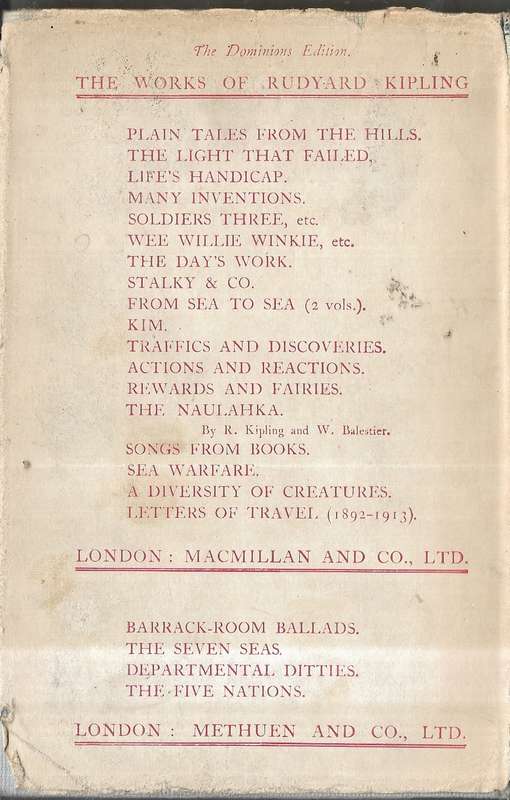 The Dominions Edition.
THE WORKS OF RUDYARD KIPLING
PLAIN TALES FROM THE HILLS.
THE LIGHT THAT FAILED,
LIFE'S HANDICAP.
MANY INVENTIONS.
SOLDIERS THREE, etc.
WEE WILLIE WINKIE, etc.
THE DAY'S WORK.
STALKY & CO.
FROM SEA TO SEA (2 vols.).
KIM.
TRAFFICS AND DISCOVERIES.
ACTIONS AND REACTIONS.
REWARDS AND FAIRIES.
THE NAULAHKA.
By R. Kipling and W. Balestier.
SONGS FROM BOOKS.
SEA WARFARE.
A DIVERSITY OF CREATURES.
LETTERS OF TRAVEL (1892-1913).
LONDON: MACMILLAN AND CO., LTD.
BARRACK-ROOM BALLADS.
THE SEVEN SEAS.
DEPARTMENTAL DITTIES.
THE FIVE NATIONS.
LONDON: METHUEN AND CO., LTD.